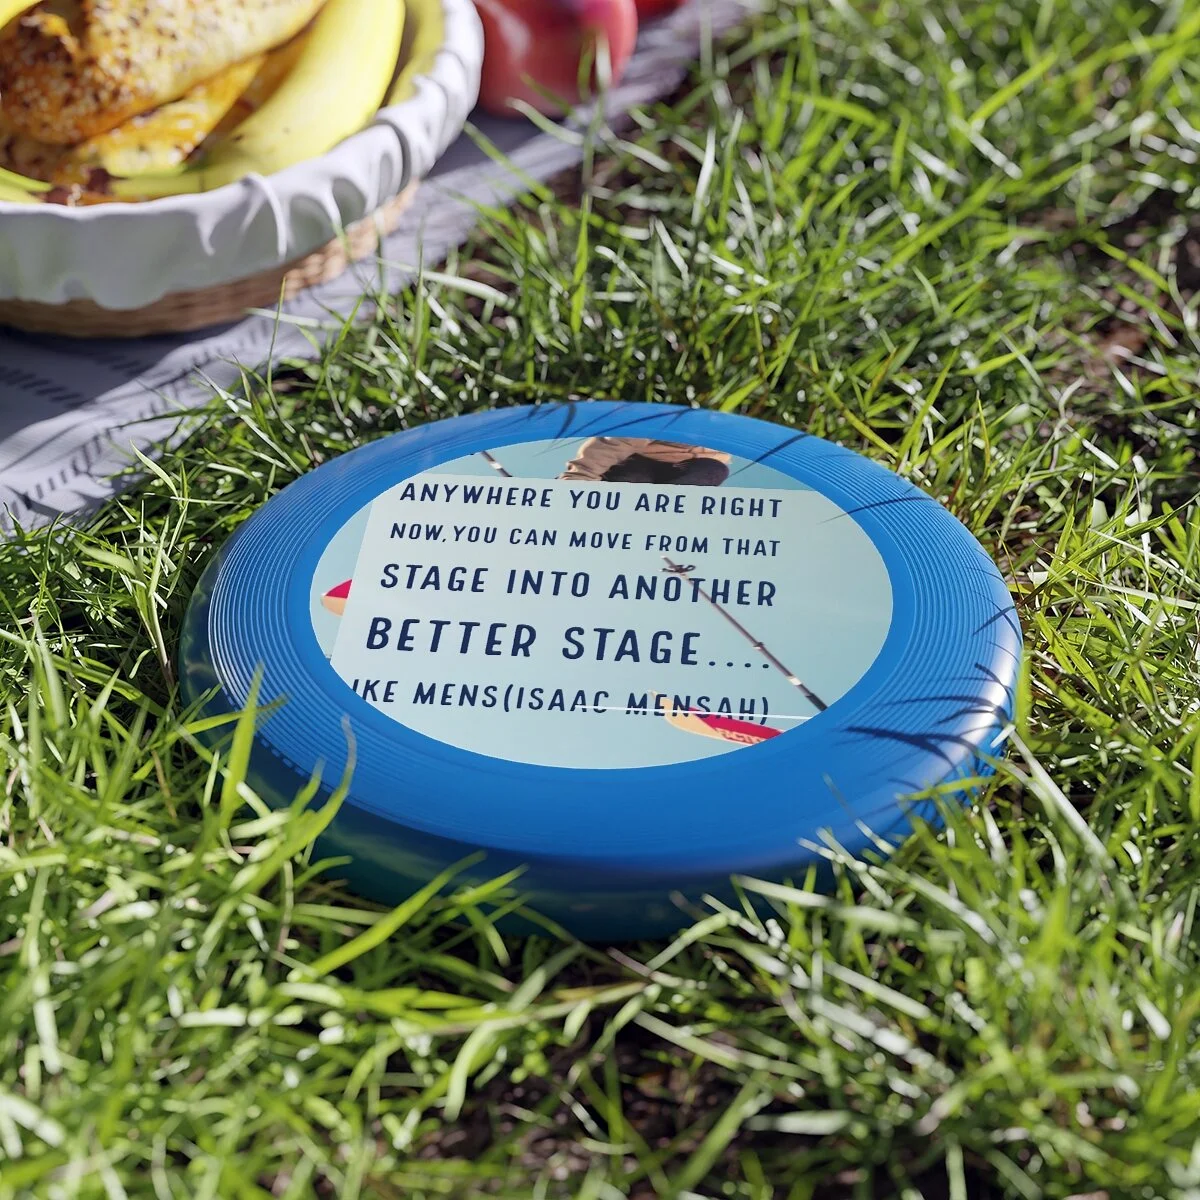 ANYWHERE YOU ARE RIGHT
NOW,YOU CAN MOVE FROM THAT
STAGE INTO ANOTHER
BETTER STAGE....
IKE MENS(ISAAC MENSAH)